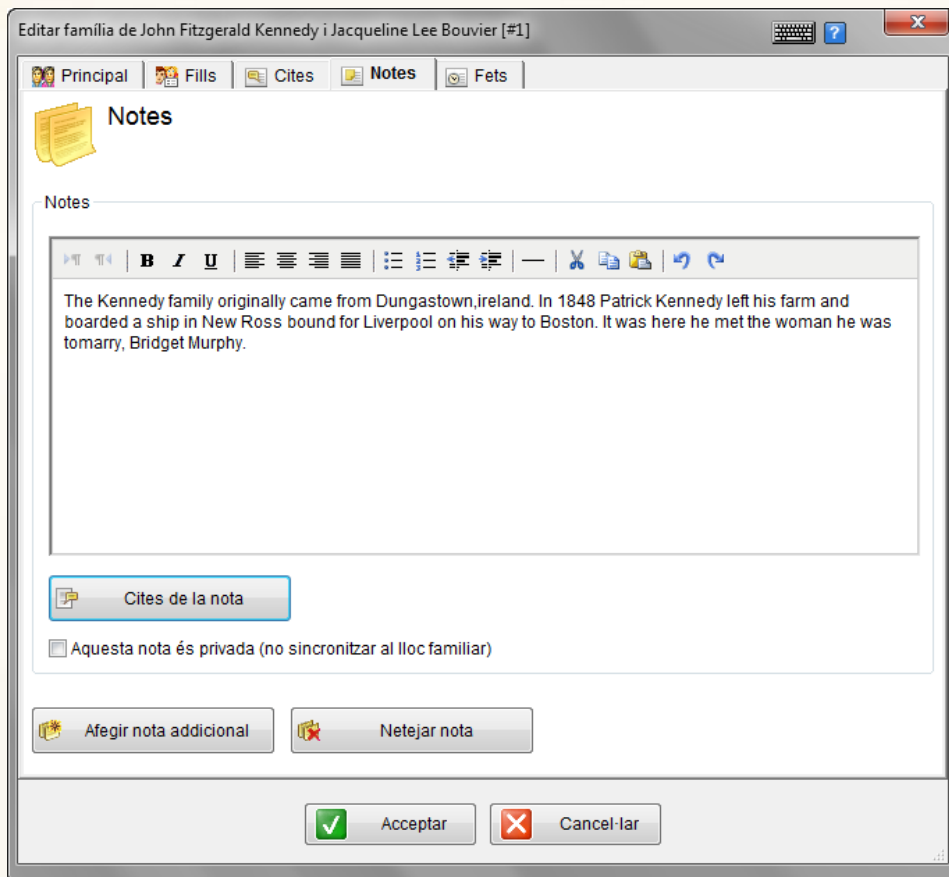 Editar família de John Fitzgerald Kennedy i Jacqueline Lee Bouvier [#1]
Principal Fills Cites Notes Fets
Notes
Notes
B I U
The Kennedy family originally came from Dungastown,ireland. In 1848 Patrick Kennedy left his farm and
boarded a ship in New Ross bound for Liverpool on his way to Boston. It was here he met the woman he was
tomarry, Bridget Murphy.
Cites de la nota
Aquesta nota és privada (no sincronitzar al lloc familiar)
Afegir nota addicional Netejar nota
Acceptar Cancel·lar